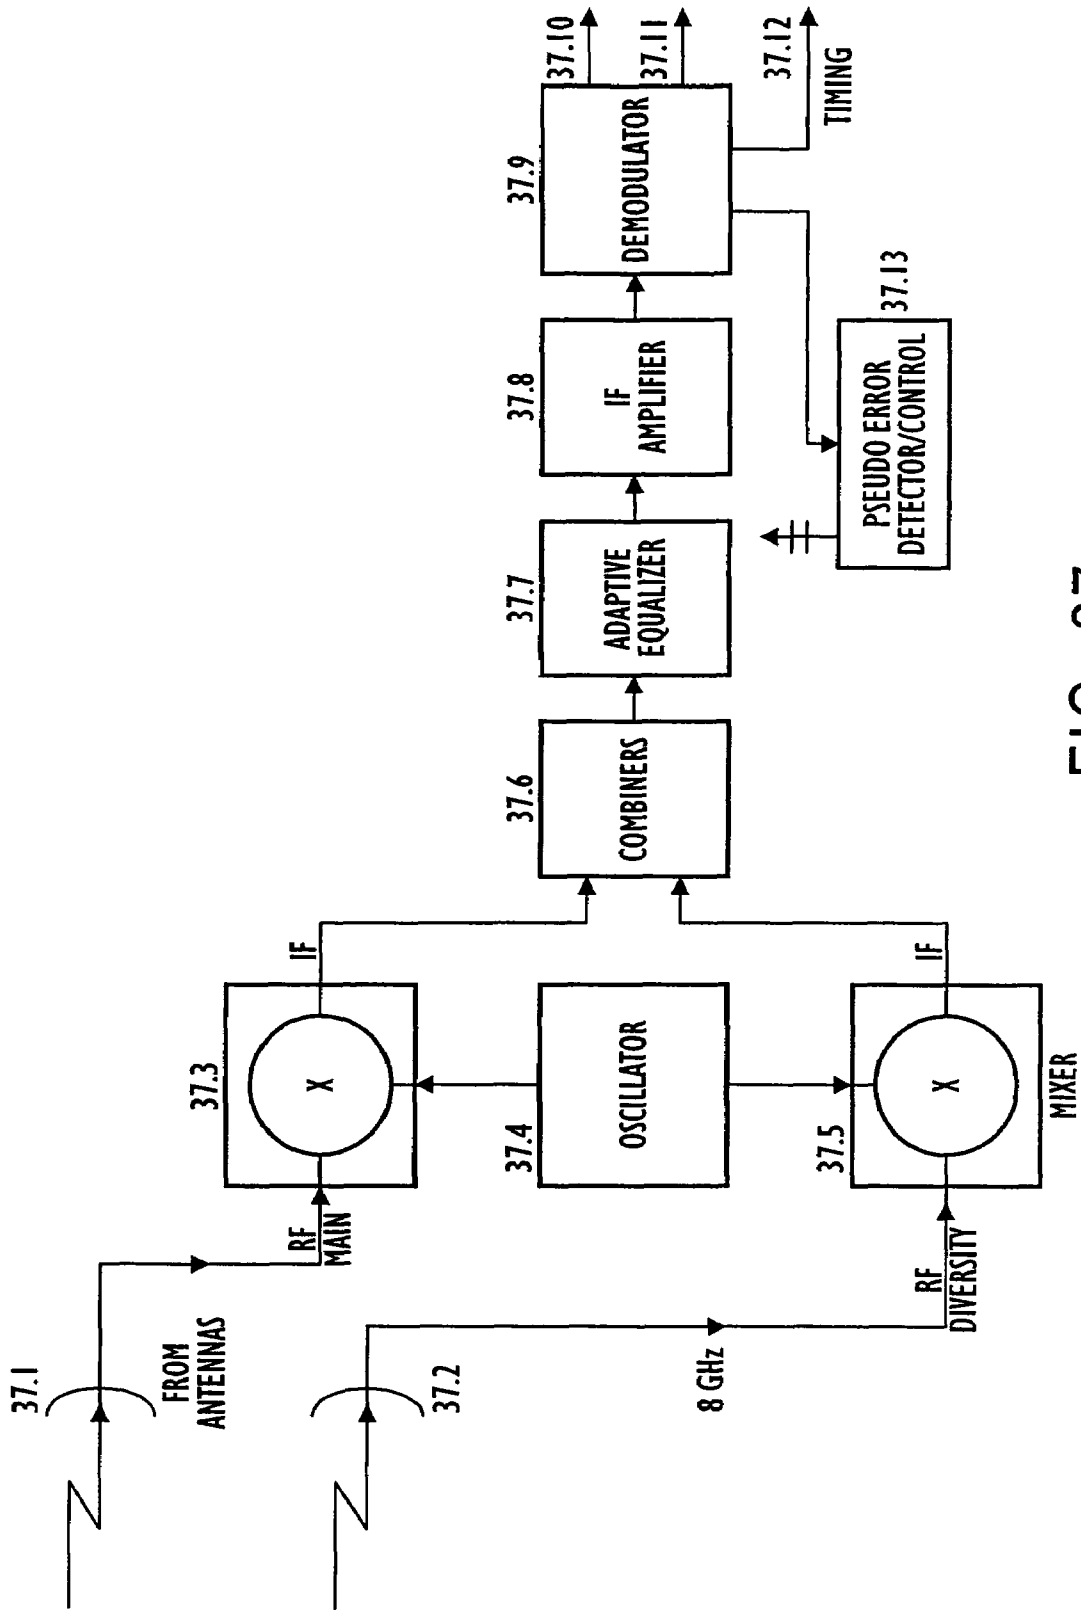 37.1
FROM
ANTENNAS
37.2
8 GHz
RF
MAIN
RF
DIVERSITY
37.3
X
IF
37.4
OSCILLATOR
37.5
X
IF
MIXER
37.6
COMBINERS
37.7
ADAPTIVE
EQUALIZER
37.8
IF
AMPLIFIER
37.9
DEMODULATOR
37.10
37.11
37.12
TIMING
37.13
PSEUDO ERROR
DETECTOR/CONTROL